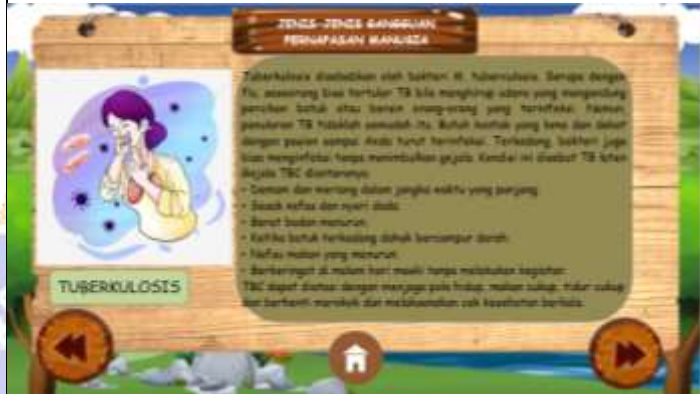 JENIS-JENIS GANGGUAN
PERNAPASAN MANUSIA
Tuberkulosis disebabkan oleh bakteri M. tuberculosis. Serupa dengan
flu, seseorang bisa tertular TB bila menghirup udara yang mengandung
percikan batuk atau bersin orang-orang yang terinfeksi. Namun,
penularan TB tidaklah semudah itu. Butuh kontak yang lama dan dekat
dengan pasien sampai Anda turut terinfeksi. Terkadang, bakteri juga
bisa menginfeksi tanpa menimbulkan gejala. Kondisi ini disebut TB laten
Gejala TBC diantaranya:
• Demam dan meriang dalam jangka waktu yang panjang
• Sesak nafas dan nyeri dada
• Berat badan menurun
• Ketika batuk terkadang dahak bercampur darah
• Nafsu makan yang menurun
• Berkeringat di malam hari meski tanpa melakukan kegiatan
TBC dapat diatasi dengan menjaga pola hidup, makan cukup, tidur cukup
dan berhenti merokok dan melaksanakan cek kesehatan berkala.
TUBERKULOSIS